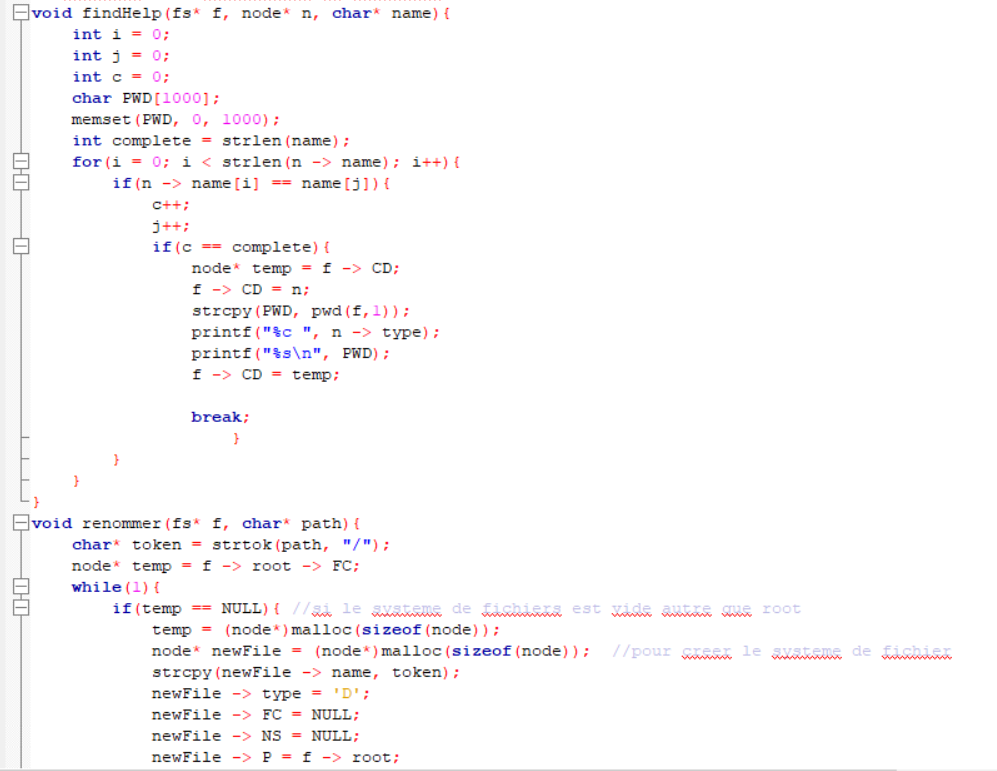 void findHelp(fs* f, node* n, char* name){
    int i = 0;
    int j = 0;
    int c = 0;
    char PWD[1000];
    memset(PWD, 0, 1000);
    int complete = strlen(name);
    for(i = 0; i < strlen(n -> name); i++){
        if(n -> name[i] == name[j]){
            c++;
            j++;
            if(c == complete){
                node* temp = f -> CD;
                f -> CD = n;
                strcpy(PWD, pwd(f,1));
                printf("%c ", n -> type);
                printf("%s\n", PWD);
                f -> CD = temp;

                break;
                    }
        }
    }
}
void renommer(fs* f, char* path){
    char* token = strtok(path, "/");
    node* temp = f -> root -> FC;
    while(1){
        if(temp == NULL){ //si le systeme de fichiers est vide autre que root
            temp = (node*)malloc(sizeof(node));
            node* newFile = (node*)malloc(sizeof(node));  //pour creer le systeme de fichier
            strcpy(newFile -> name, token);
            newFile -> type = 'D';
            newFile -> FC = NULL;
            newFile -> NS = NULL;
            newFile -> P = f -> root;